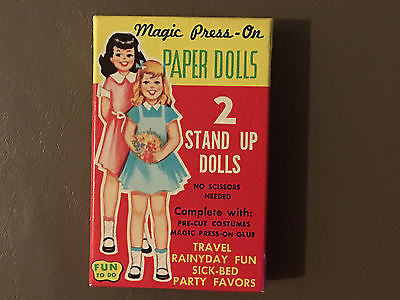 Magic Press-On
PAPER DOLLS
2
STAND UP
DOLLS
NO SCISSORS
NEEDED
Complete with:
PRE-CUT COSTUMES
MAGIC PRESS-ON GLUE
TRAVEL
RAINYDAY FUN
SICK-BED
PARTY FAVORS
FUN
TO DO